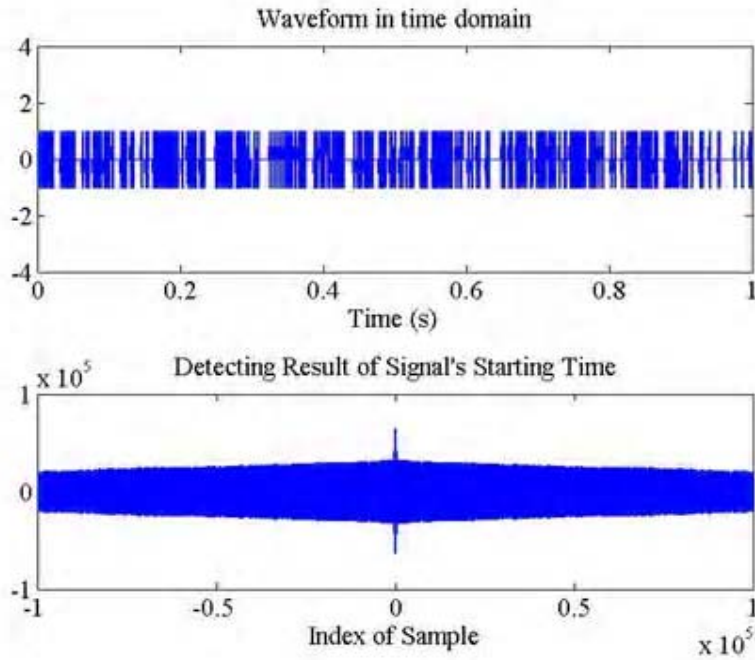 Waveform in time domain
4
2
0
-2
-4
0 0.2 0.4 0.6 0.8 1
Time (s)
Detecting Result of Signal's Starting Time
x 10^5
1
0
-1
-1 -0.5 0 0.5 1
Index of Sample
x 10^5